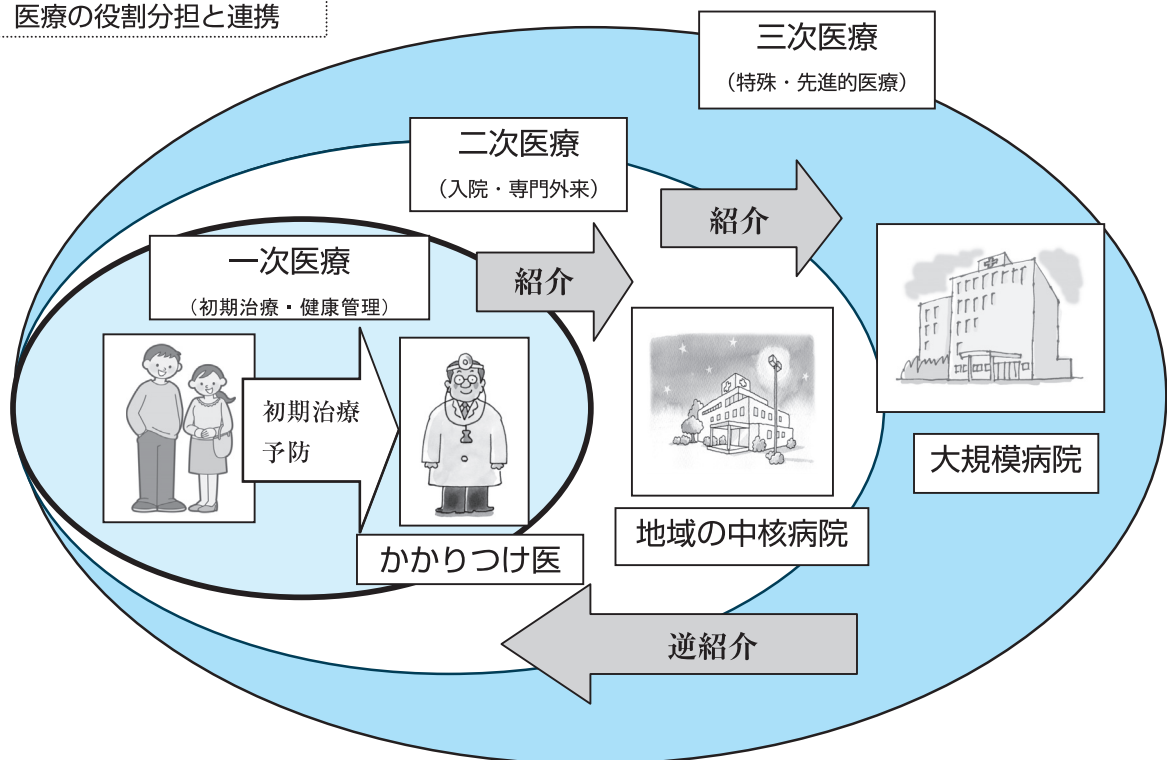 医療の役割分担と連携
三次医療
（特殊・先進的医療）
二次医療
（入院・専門外来）
紹介
一次医療
（初期治療・健康管理）
紹介
初期治療
予防
かかりつけ医
地域の中核病院
大規模病院
逆紹介